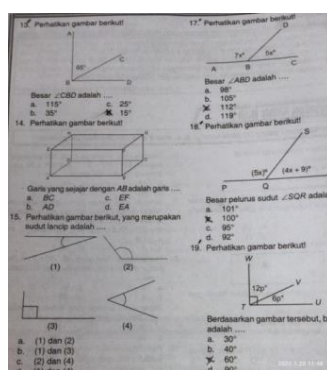 13. Perhatikan gambar berikut!
A
C
65°
B
D
Besar ∠CBD adalah ....
a. 115°
c. 25°
b. 35°
15°
14. Perhatikan gambar berikut!
Garis yang sejajar dengan AB adalah garis ....
a. BC
c. EF
b. AD
d. EA
15. Perhatikan gambar berikut, yang merupakan
sudut lancip adalah ....
(1)
(2)
(3)
(4)
a. (1) dan (2)
b. (1) dan (3)
c. (2) dan (4)
17. Perhatikan gambar berikut!
D
7x°
5x°
A
B
C
Besar ∠ABD adalah ....
a. 98°
b. 105°
112°
d. 119°
18. Perhatikan gambar berikut!
S
(5x)°
(4x + 9)°
P
Q
Besar pelurus sudut ∠SQR adala
a. 101°
100°
c. 95°
d. 92°
19. Perhatikan gambar berikut!
W
12p°
V
6p°
T
U
Berdasarkan gambar tersebut, b
adalah ....
a. 30°
b. 40°
60°
d. 90°